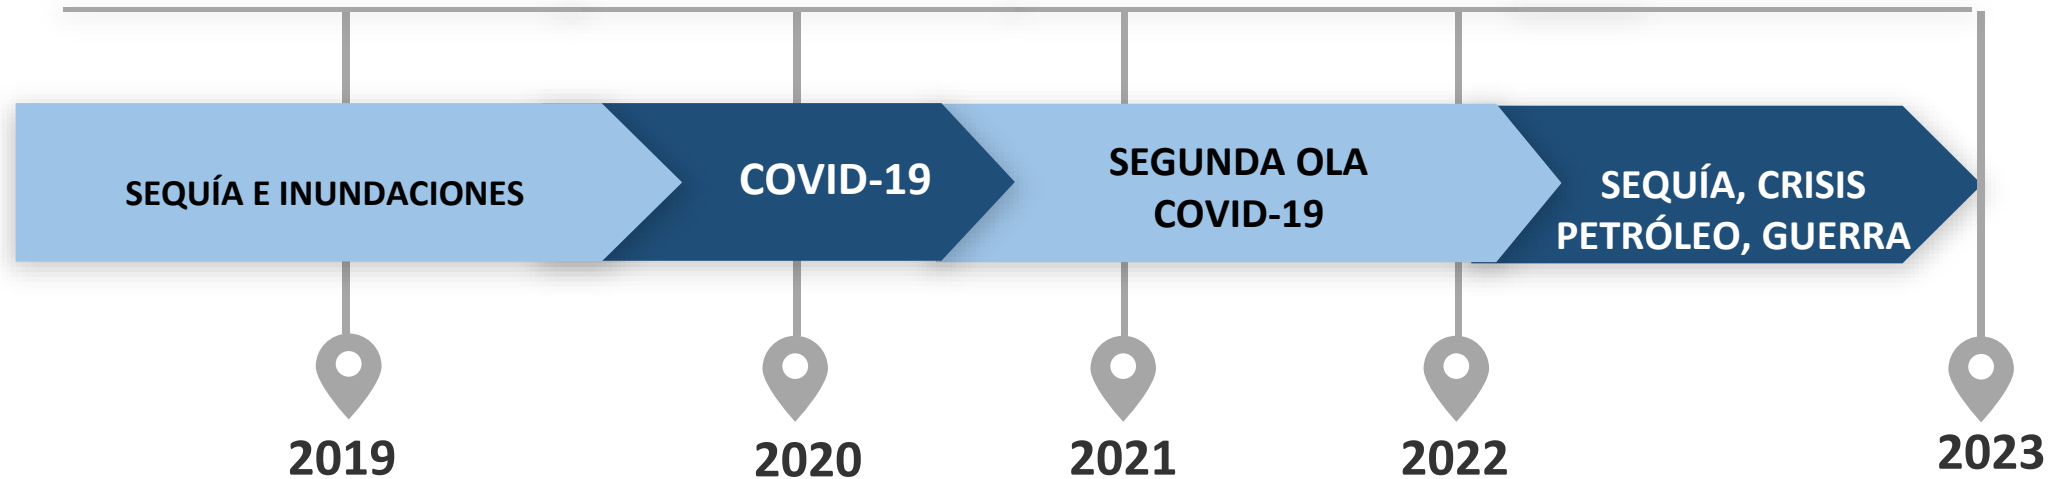 SEQUÍA E INUNDACIONES
COVID-19
SEGUNDA OLA
COVID-19
SEQUÍA, CRISIS
PETRÓLEO, GUERRA
2019
2020
2021
2022
2023